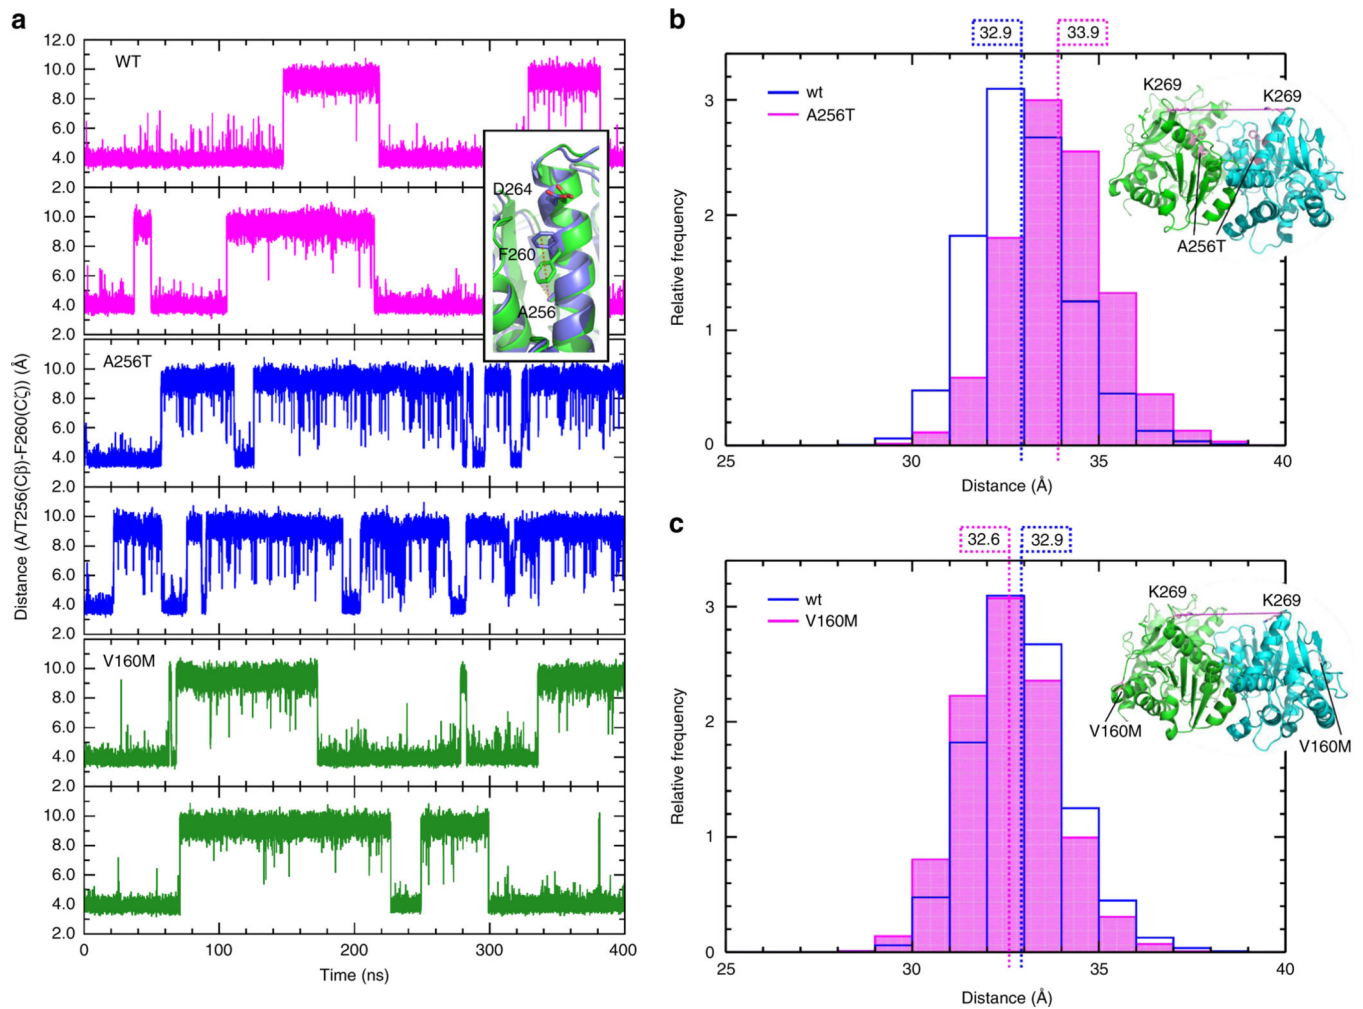 a
Distance (A/T256(Cβ)-F260(Cζ)) (Å)
12.0
WT
10.0
8.0
6.0
4.0
2.0
10.0
8.0
6.0
4.0
2.0
D264
F260
A256
A256T
10.0
8.0
6.0
4.0
2.0
10.0
8.0
6.0
4.0
2.0
V160M
10.0
8.0
6.0
4.0
2.0
10.0
8.0
6.0
4.0
2.0
0 100 200 300 400
Time (ns)
b
32.9 33.9
wt
A256T
K269 K269
A256T
Relative frequency
3
2
1
0
25 30 35 40
Distance (Å)
c
32.6 32.9
wt
V160M
K269 K269
V160M V160M
Relative frequency
3
2
1
0
25 30 35 40
Distance (Å)